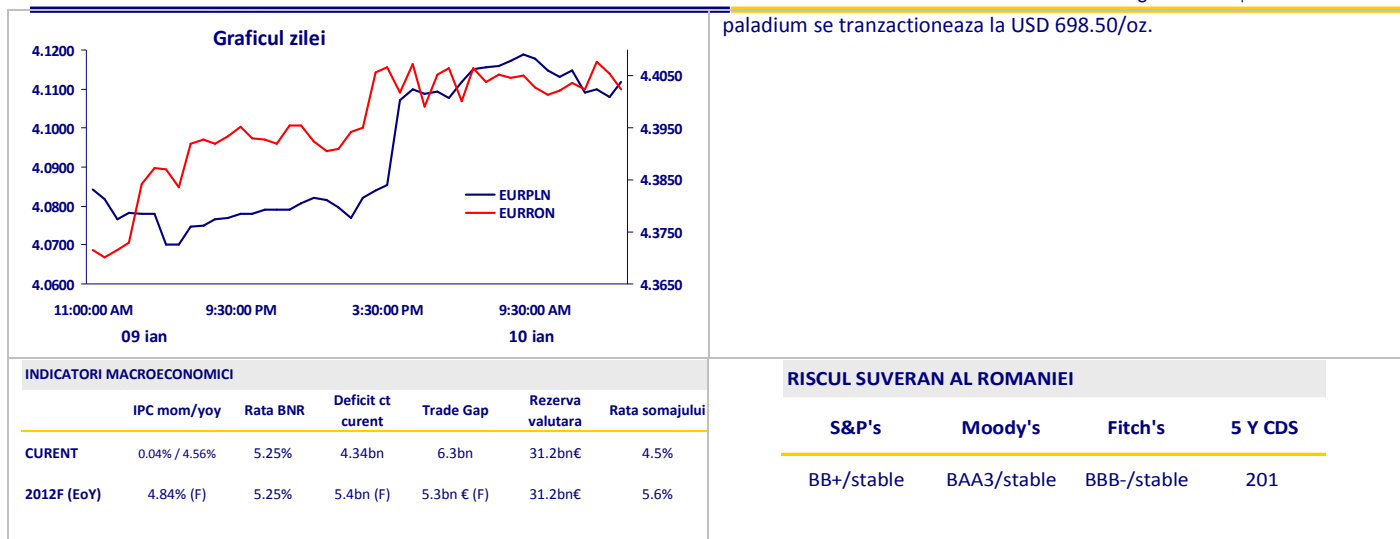 paladium se tranzactioneaza la USD 698.50/oz.
Graficul zilei
4.1200
4.1100
4.1000
4.0900
4.0800
4.0700
4.0600
4.4050
4.3950
4.3850
4.3750
4.3650
EURPLN
EURRON
11:00:00 AM 9:30:00 PM 3:30:00 PM 9:30:00 AM
09 ian 10 ian
INDICATORI MACROECONOMICI
IPC mom/yoy Rata BNR Deficit ct curent Trade Gap Rezerva valutara Rata somajului
CURENT 0.04% / 4.56% 5.25% 4.34bn 6.3bn 31.2bn€ 4.5%
2012F (EoY) 4.84% (F) 5.25% 5.4bn (F) 5.3bn € (F) 31.2bn€ 5.6%
RISCUL SUVERAN AL ROMANIEI
S&P's Moody's Fitch's 5 Y CDS
BB+/stable BAA3/stable BBB-/stable 201